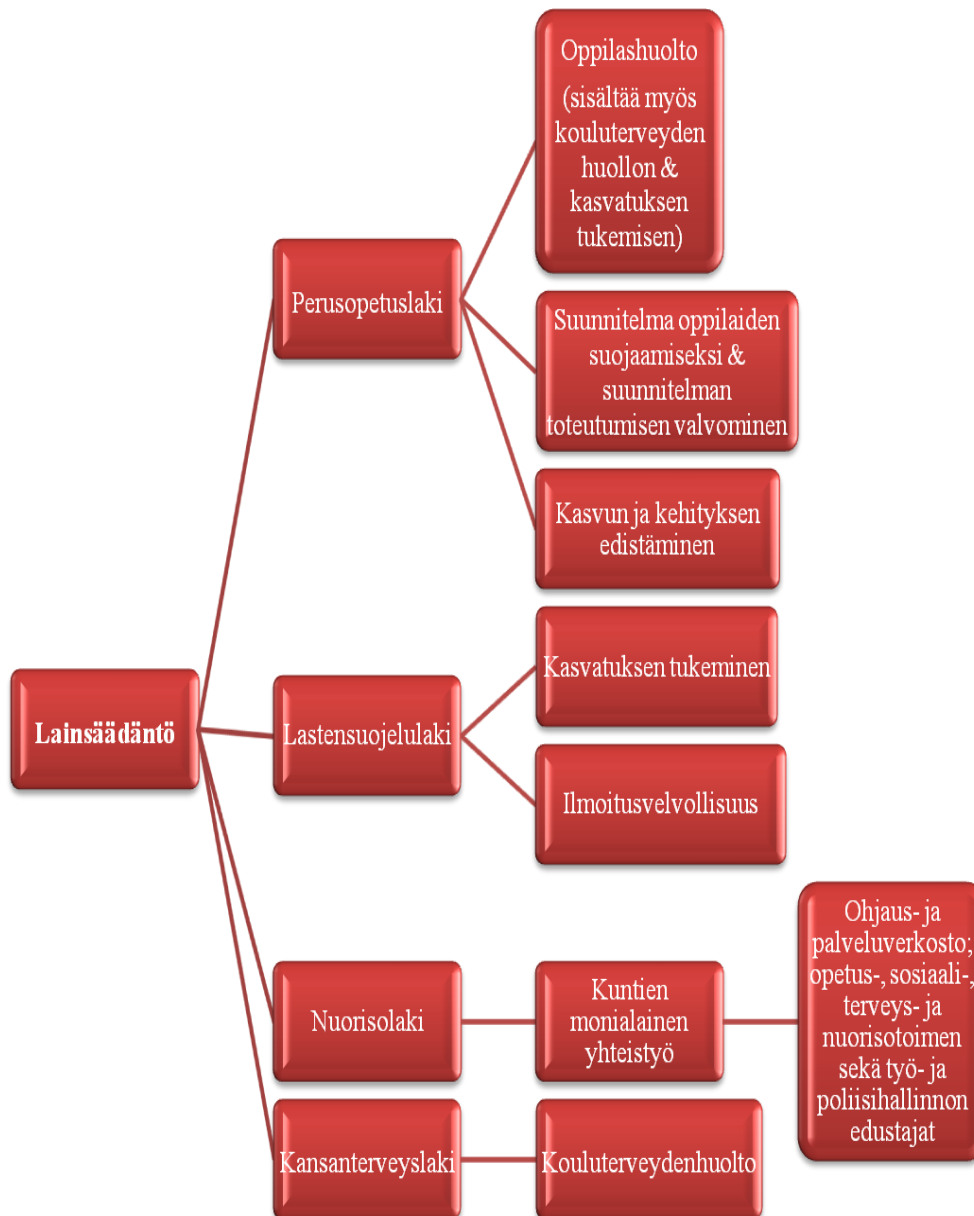 Lainsäädäntö
Perusopetuslaki
Oppilashuolto
(sisältää myös
kouluterveyden
huollon &
kasvatuksen
tukemisen)
Suunnitelma oppilaiden
suojaamiseksi &
suunnitelman
toteutumisen valvominen
Kasvun ja kehityksen
edistäminen
Lastensuojelulaki
Kasvatuksen tukeminen
Ilmoitusvelvollisuus
Nuorisolaki
Kuntien
monialainen
yhteistyö
Ohjaus- ja
palveluverkosto;
opetus-, sosiaali-,
terveys- ja
nuorisotoimen
sekä työ- ja
poliisihallinnon
edustajat
Kansanterveyslaki
Kouluterveydenhuolto